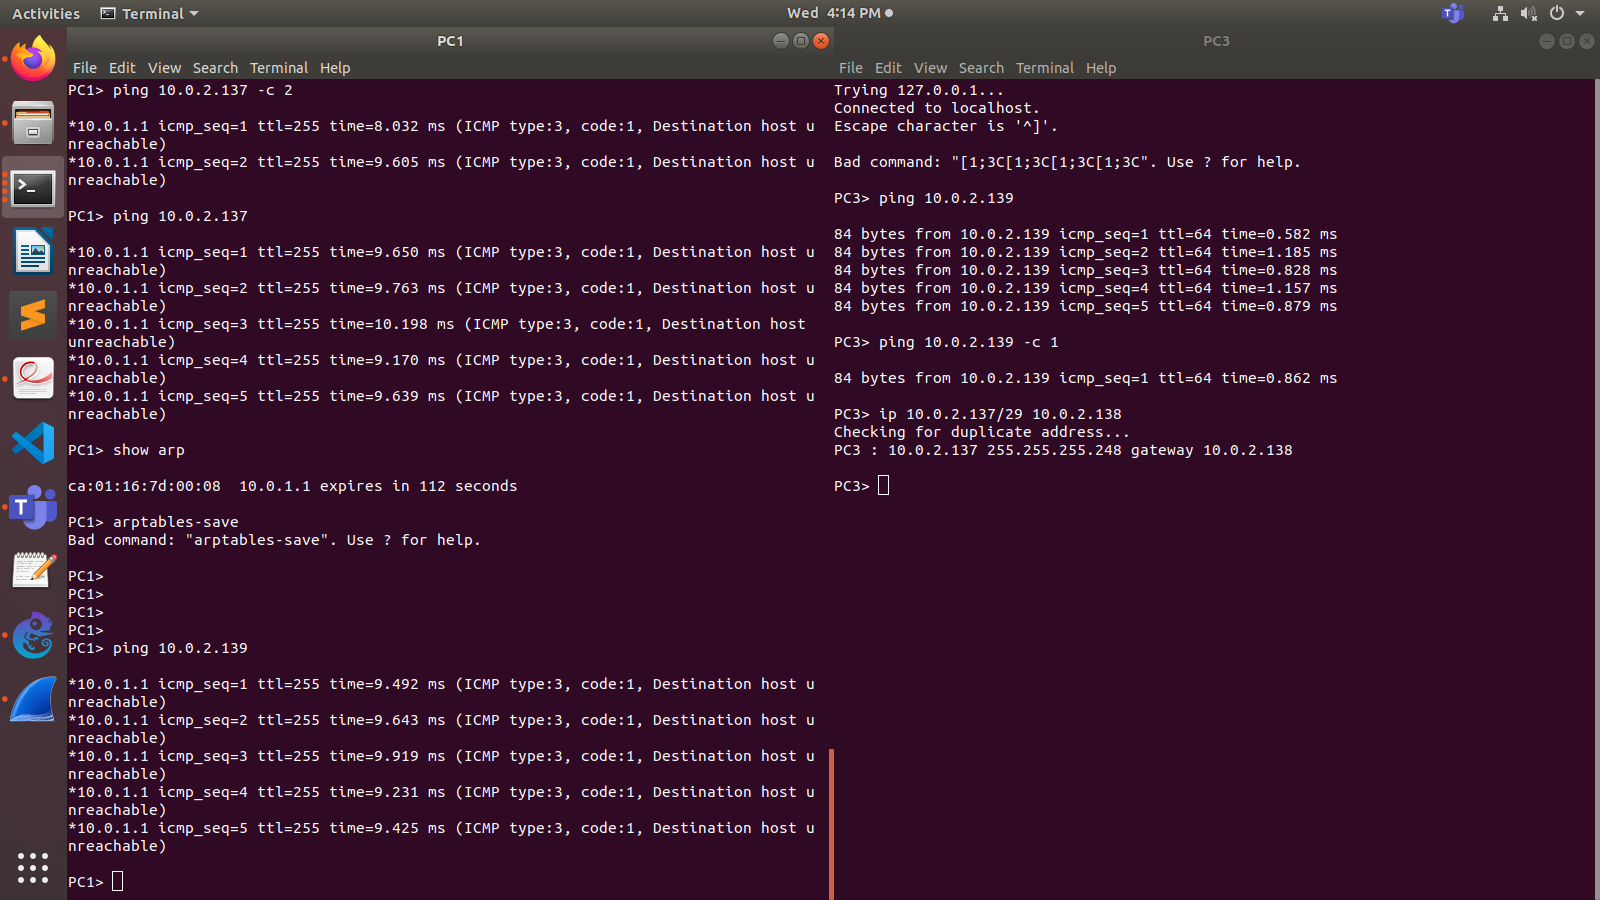 Activities Terminal Wed 4:14 PM
PC1
File Edit View Search Terminal Help
PC1> ping 10.0.2.137 -c 2
*10.0.1.1 icmp_seq=1 ttl=255 time=8.032 ms (ICMP type:3, code:1, Destination host u
nreachable)
*10.0.1.1 icmp_seq=2 ttl=255 time=9.605 ms (ICMP type:3, code:1, Destination host u
nreachable)
PC1> ping 10.0.2.137
*10.0.1.1 icmp_seq=1 ttl=255 time=9.650 ms (ICMP type:3, code:1, Destination host u
nreachable)
*10.0.1.1 icmp_seq=2 ttl=255 time=9.763 ms (ICMP type:3, code:1, Destination host u
nreachable)
*10.0.1.1 icmp_seq=3 ttl=255 time=10.198 ms (ICMP type:3, code:1, Destination host
unreachable)
*10.0.1.1 icmp_seq=4 ttl=255 time=9.170 ms (ICMP type:3, code:1, Destination host u
nreachable)
*10.0.1.1 icmp_seq=5 ttl=255 time=9.639 ms (ICMP type:3, code:1, Destination host u
nreachable)
PC1> show arp
ca:01:16:7d:00:08  10.0.1.1 expires in 112 seconds
PC1> arptables-save
Bad command: "arptables-save". Use ? for help.
PC1>
PC1>
PC1>
PC1>
PC1> ping 10.0.2.139
*10.0.1.1 icmp_seq=1 ttl=255 time=9.492 ms (ICMP type:3, code:1, Destination host u
nreachable)
*10.0.1.1 icmp_seq=2 ttl=255 time=9.643 ms (ICMP type:3, code:1, Destination host u
nreachable)
*10.0.1.1 icmp_seq=3 ttl=255 time=9.919 ms (ICMP type:3, code:1, Destination host u
nreachable)
*10.0.1.1 icmp_seq=4 ttl=255 time=9.231 ms (ICMP type:3, code:1, Destination host u
nreachable)
*10.0.1.1 icmp_seq=5 ttl=255 time=9.425 ms (ICMP type:3, code:1, Destination host u
nreachable)
PC1>
PC3
File Edit View Search Terminal Help
Trying 127.0.0.1...
Connected to localhost.
Escape character is '^]'.
Bad command: "[1;3C[1;3C[1;3C[1;3C". Use ? for help.
PC3> ping 10.0.2.139
84 bytes from 10.0.2.139 icmp_seq=1 ttl=64 time=0.582 ms
84 bytes from 10.0.2.139 icmp_seq=2 ttl=64 time=1.185 ms
84 bytes from 10.0.2.139 icmp_seq=3 ttl=64 time=0.828 ms
84 bytes from 10.0.2.139 icmp_seq=4 ttl=64 time=1.157 ms
84 bytes from 10.0.2.139 icmp_seq=5 ttl=64 time=0.879 ms
PC3> ping 10.0.2.139 -c 1
84 bytes from 10.0.2.139 icmp_seq=1 ttl=64 time=0.862 ms
PC3> ip 10.0.2.137/29 10.0.2.138
Checking for duplicate address...
PC3 : 10.0.2.137 255.255.255.248 gateway 10.0.2.138
PC3>